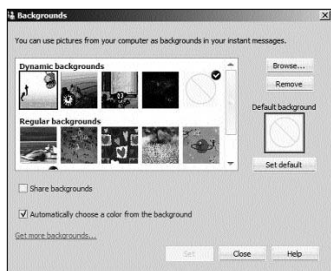 Backgrounds
You can use pictures from your computer as backgrounds in your instant messages.
Dynamic backgrounds
Browse...
Remove
Default background
Regular backgrounds
Set default
Share backgrounds
Automatically choose a color from the background
Get more backgrounds...
Set
Close
Help